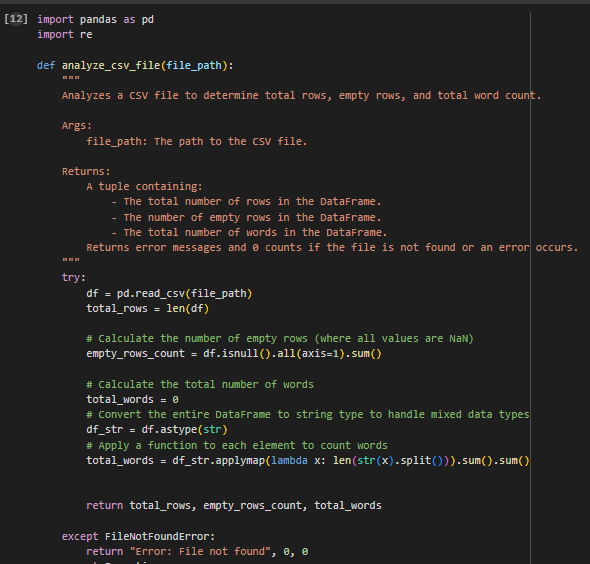 [12] import pandas as pd
import re
def analyze_csv_file(file_path):
"""
Analyzes a CSV file to determine total rows, empty rows, and total word count.
Args:
file_path: The path to the CSV file.
Returns:
A tuple containing:
- The total number of rows in the DataFrame.
- The number of empty rows in the DataFrame.
- The total number of words in the DataFrame.
Returns error messages and 0 counts if the file is not found or an error occurs.
"""
try:
df = pd.read_csv(file_path)
total_rows = len(df)
# Calculate the number of empty rows (where all values are NaN)
empty_rows_count = df.isnull().all(axis=1).sum()
# Calculate the total number of words
total_words = 0
# Convert the entire DataFrame to string type to handle mixed data types
df_str = df.astype(str)
# Apply a function to each element to count words
total_words = df_str.applymap(lambda x: len(str(x).split())).sum().sum()
return total_rows, empty_rows_count, total_words
except FileNotFoundError:
return "Error: File not found", 0, 0